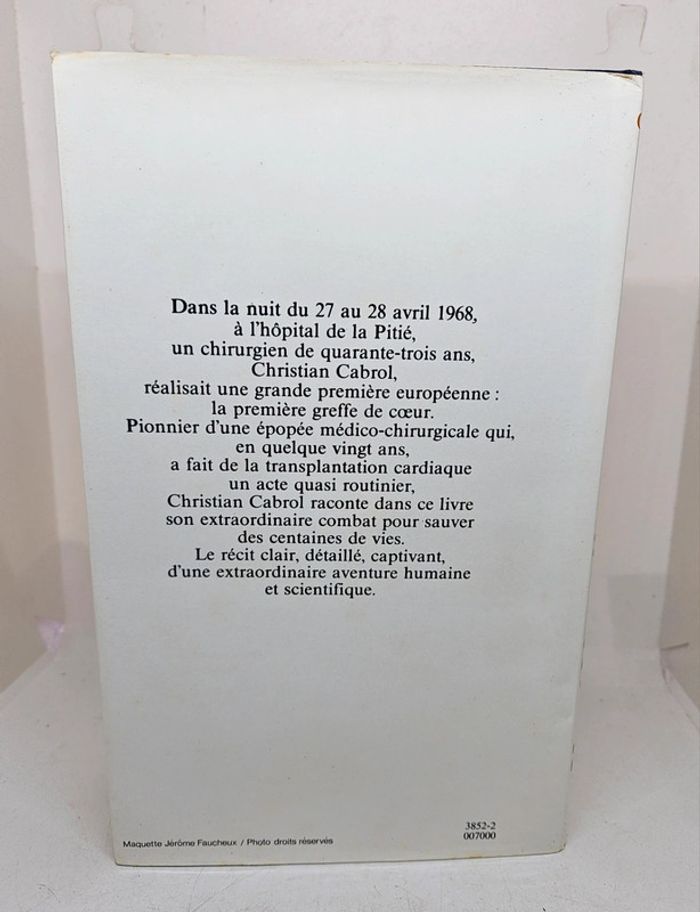 Dans la nuit du 27 au 28 avril 1968,
à l'hôpital de la Pitié,
un chirurgien de quarante-trois ans,
Christian Cabrol,
réalisait une grande première européenne :
la première greffe de cœur.
Pionnier d'une épopée médico-chirurgicale qui,
en quelque vingt ans,
a fait de la transplantation cardiaque
un acte quasi routinier,
Christian Cabrol raconte dans ce livre
son extraordinaire combat pour sauver
des centaines de vies.
Le récit clair, détaillé, captivant,
d'une extraordinaire aventure humaine
et scientifique.
3852-2
007000
Maquette Jérôme Faucheux / Photo droits réservés